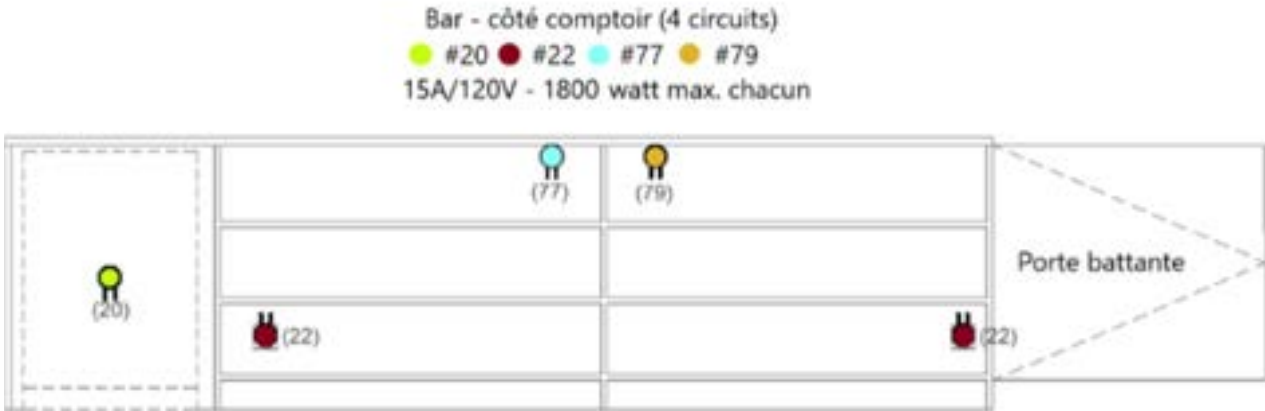 Bar - côté comptoir (4 circuits)
#20 #22 #77 #79
15A/120V - 1800 watt max. chacun
(77) (79)
Porte battante
(20)
(22) (22)